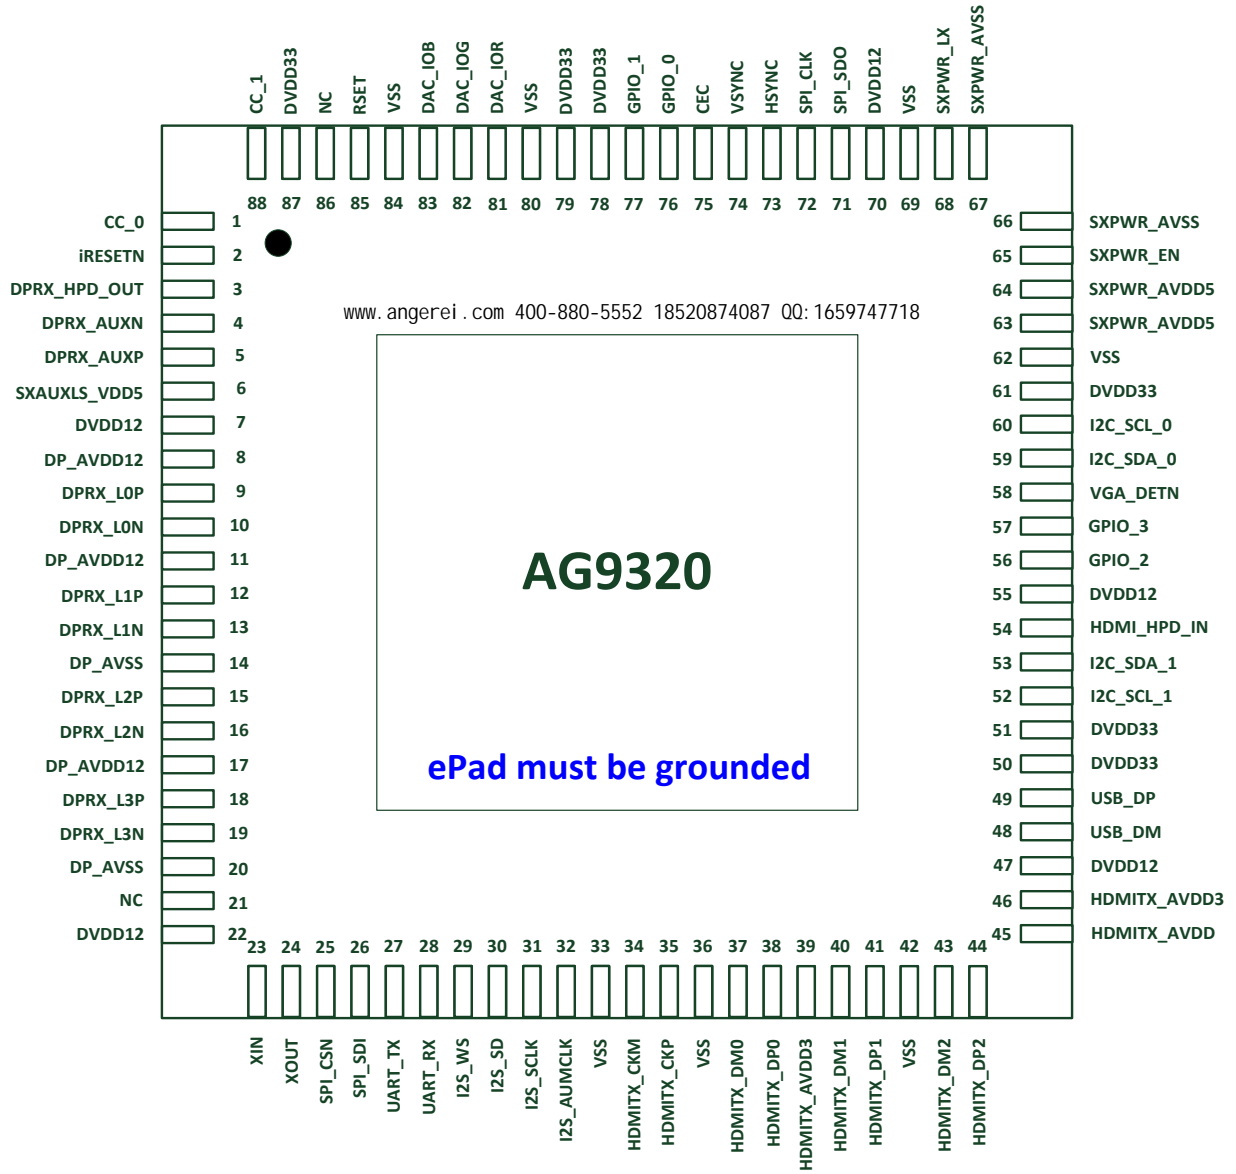 CC_1
DVDD33
NC
RSET
VSS
DAC_IOB
DAC_IOG
DAC_IOR
VSS
DVDD33
DVDD33
GPIO_1
GPIO_0
CEC
VSYNC
HSYNC
SPI_CLK
SPI_SDO
DVDD12
VSS
SXPWR_LX
SXPWR_AVSS
88 87 86 85 84 83 82 81 80 79 78 77 76 75 74 73 72 71 70 69 68 67
CC_0 1
iRESETN 2
DPRX_HPD_OUT 3
DPRX_AUXN 4
DPRX_AUXP 5
SXAUXLS_VDD5 6
DVDD12 7
DP_AVDD12 8
DPRX_L0P 9
DPRX_L0N 10
DP_AVDD12 11
DPRX_L1P 12
DPRX_L1N 13
DP_AVSS 14
DPRX_L2P 15
DPRX_L2N 16
DP_AVDD12 17
DPRX_L3P 18
DPRX_L3N 19
DP_AVSS 20
NC 21
DVDD12 22
www.angerei.com 400-880-5552 18520874087 QQ:1659747718
AG9320
ePad must be grounded
66 SXPWR_AVSS
65 SXPWR_EN
64 SXPWR_AVDD5
63 SXPWR_AVDD5
62 VSS
61 DVDD33
60 I2C_SCL_0
59 I2C_SDA_0
58 VGA_DETN
57 GPIO_3
56 GPIO_2
55 DVDD12
54 HDMI_HPD_IN
53 I2C_SDA_1
52 I2C_SCL_1
51 DVDD33
50 DVDD33
49 USB_DP
48 USB_DM
47 DVDD12
46 HDMITX_AVDD3
45 HDMITX_AVDD
23 24 25 26 27 28 29 30 31 32 33 34 35 36 37 38 39 40 41 42 43 44
XIN
XOUT
SPI_CSN
SPI_SDI
UART_TX
UART_RX
I2S_WS
I2S_SD
I2S_SCLK
I2S_AUMCLK
VSS
HDMITX_CKM
HDMITX_CKP
VSS
HDMITX_DM0
HDMITX_DP0
HDMITX_AVDD3
HDMITX_DM1
HDMITX_DP1
VSS
HDMITX_DM2
HDMITX_DP2